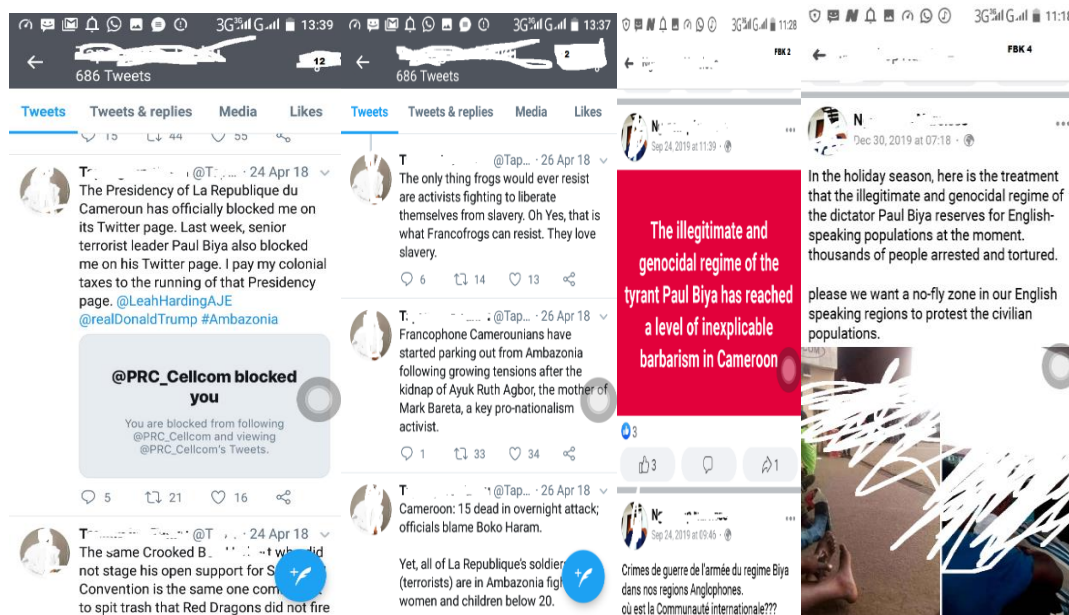 3G 3G G 13:39
12
686 Tweets
Tweets Tweets & replies Media Likes
15 44 55
@T... · 24 Apr 18
The Presidency of La Republique du
Cameroun has officially blocked me on
its Twitter page. Last week, senior
terrorist leader Paul Biya also blocked
me on his Twitter page. I pay my colonial
taxes to the running of that Presidency
page. @LeahHardingAJE
@realDonaldTrump #Ambazonia
@PRC_Cellcom blocked
you
You are blocked from following
@PRC_Cellcom and viewing
@PRC_Cellcom's Tweets.
5 21 16
@T · 24 Apr 18
The same Crooked
not stage his open support for
Convention is the same one
to spit trash that Red Dragons did not fire
3G 3G G 13:37
2
686 Tweets
Tweets Tweets & replies Media Likes
T @Tap... · 26 Apr 18
The only thing frogs would ever resist
are activists fighting to liberate
themselves from slavery. Oh Yes, that is
what Francofrogs can resist. They love
slavery.
6 14 13
@Tap... · 26 Apr 18
Francophone Camerounians have
started parking out from Ambazonia
following growing tensions after the
kidnap of Ayuk Ruth Agbor, the mother of
Mark Bareta, a key pro-nationalism
activist.
1 33 34
T @Tap... · 26 Apr 18
Cameroon: 15 dead in overnight attack;
officials blame Boko Haram.
Yet, all of La Republique's soldier
(terrorists) are in Ambazonia
women and children below 20.
3G 3G G 11:28
FBK 2
N
Sep 24, 2019 at 11:39
The illegitimate and
genocidal regime of the
tyrant Paul Biya has reached
a level of inexplicable
barbarism in Cameroon
3
3 1
N
Sep 24, 2019 at 09:46
Crimes de guerre de l'armée du regime Biya
dans nos regions Anglophones.
où est la Communauté internationale???
3G 3G G 11:18
FBK 4
N
Dec 30, 2019 at 07:18
In the holiday season, here is the treatment
that the illegitimate and genocidal regime of
the dictator Paul Biya reserves for English-
speaking populations at the moment.
thousands of people arrested and tortured.
please we want a no-fly zone in our English
speaking regions to protest the civilian
populations.